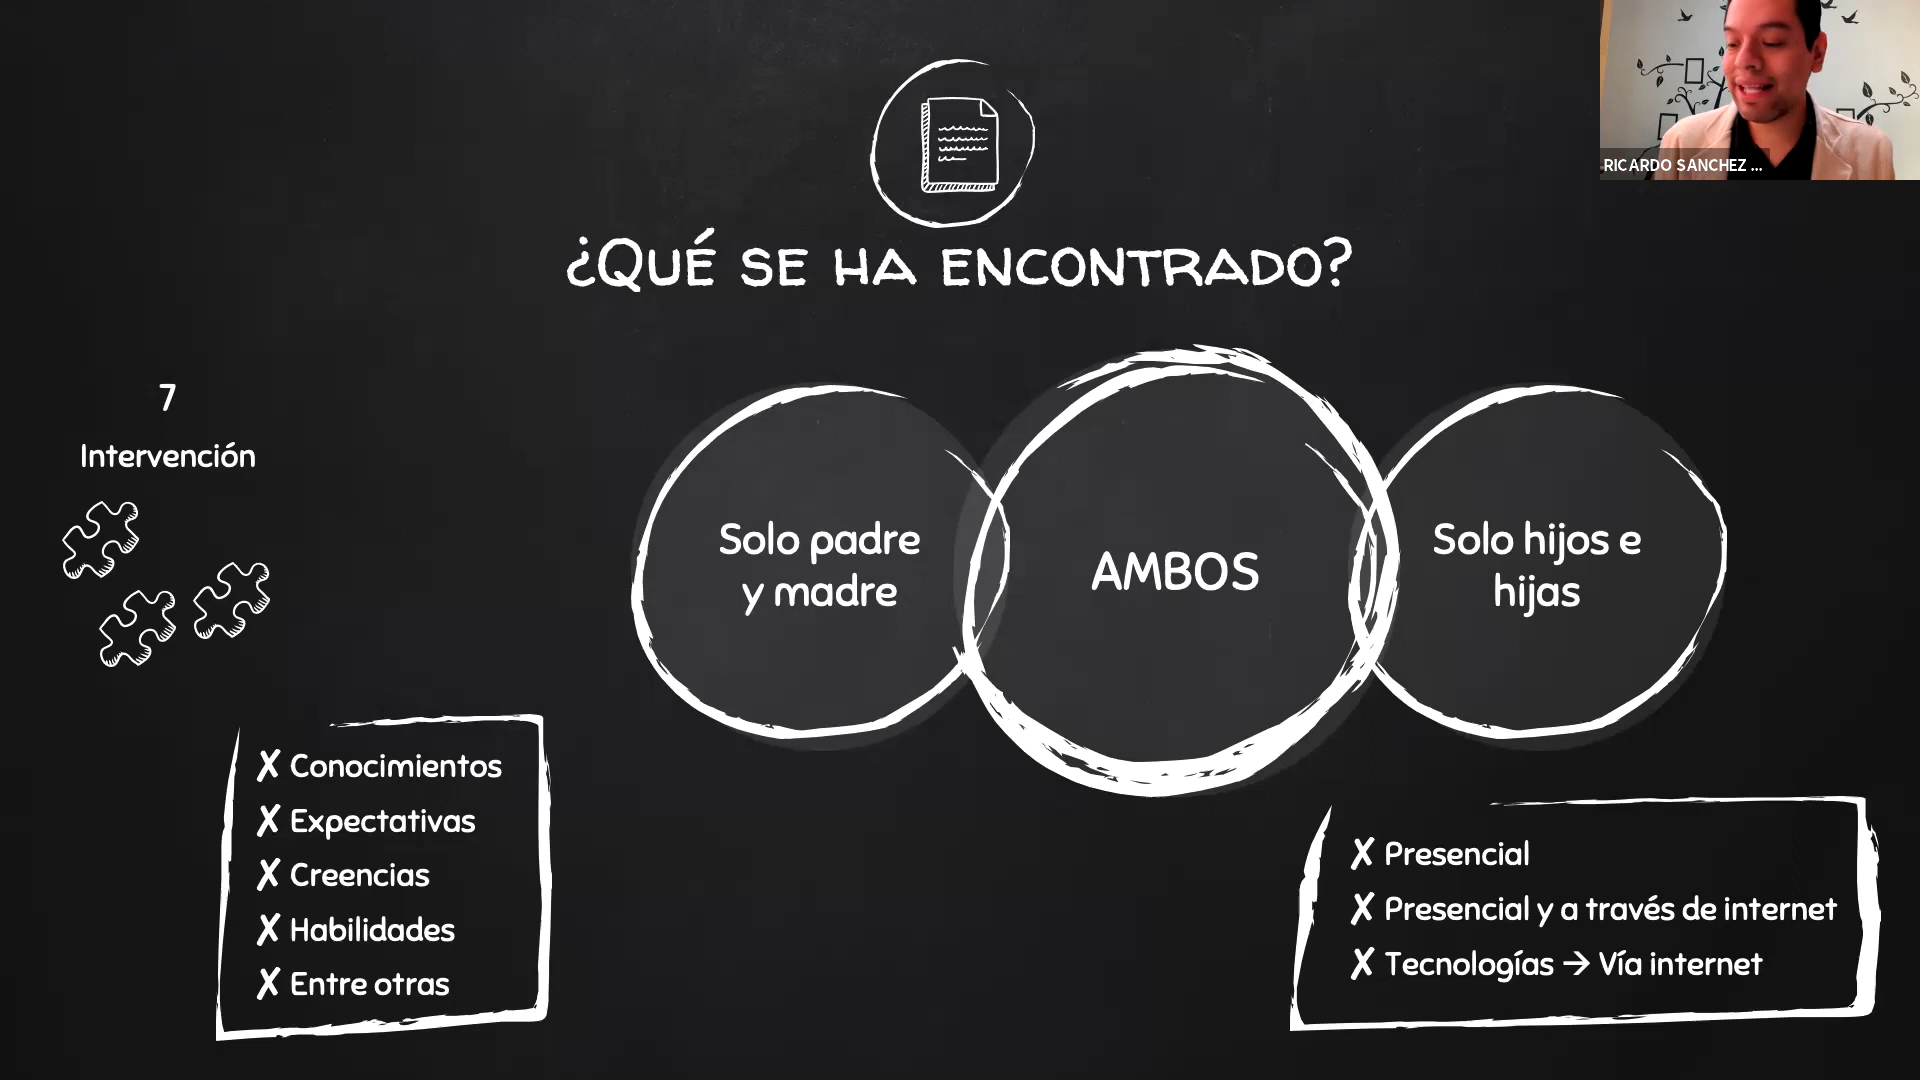 RICARDO SANCHEZ ...
¿QUÉ SE HA ENCONTRADO?
7
Intervención
Solo padre
y madre
AMBOS
Solo hijos e
hijas
✗ Conocimientos
✗ Expectativas
✗ Creencias
✗ Habilidades
✗ Entre otras
✗ Presencial
✗ Presencial y a través de internet
✗ Tecnologías → Vía internet